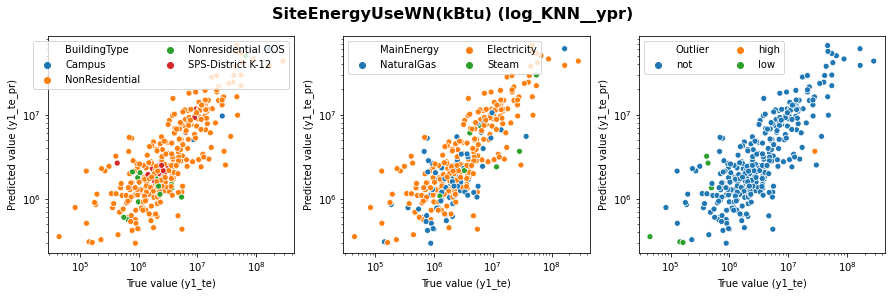 SiteEnergyUseWN(kBtu) (log_KNN__ypr)
BuildingType
Campus
NonResidential
Nonresidential COS
SPS-District K-12
10^7
10^6
Predicted value (y1_te_pr)
10^5 10^6 10^7 10^8
True value (y1_te)
MainEnergy
NaturalGas
Electricity
Steam
10^7
10^6
Predicted value (y1_te_pr)
10^5 10^6 10^7 10^8
True value (y1_te)
Outlier
not
high
low
10^7
10^6
Predicted value (y1_te_pr)
10^5 10^6 10^7 10^8
True value (y1_te)